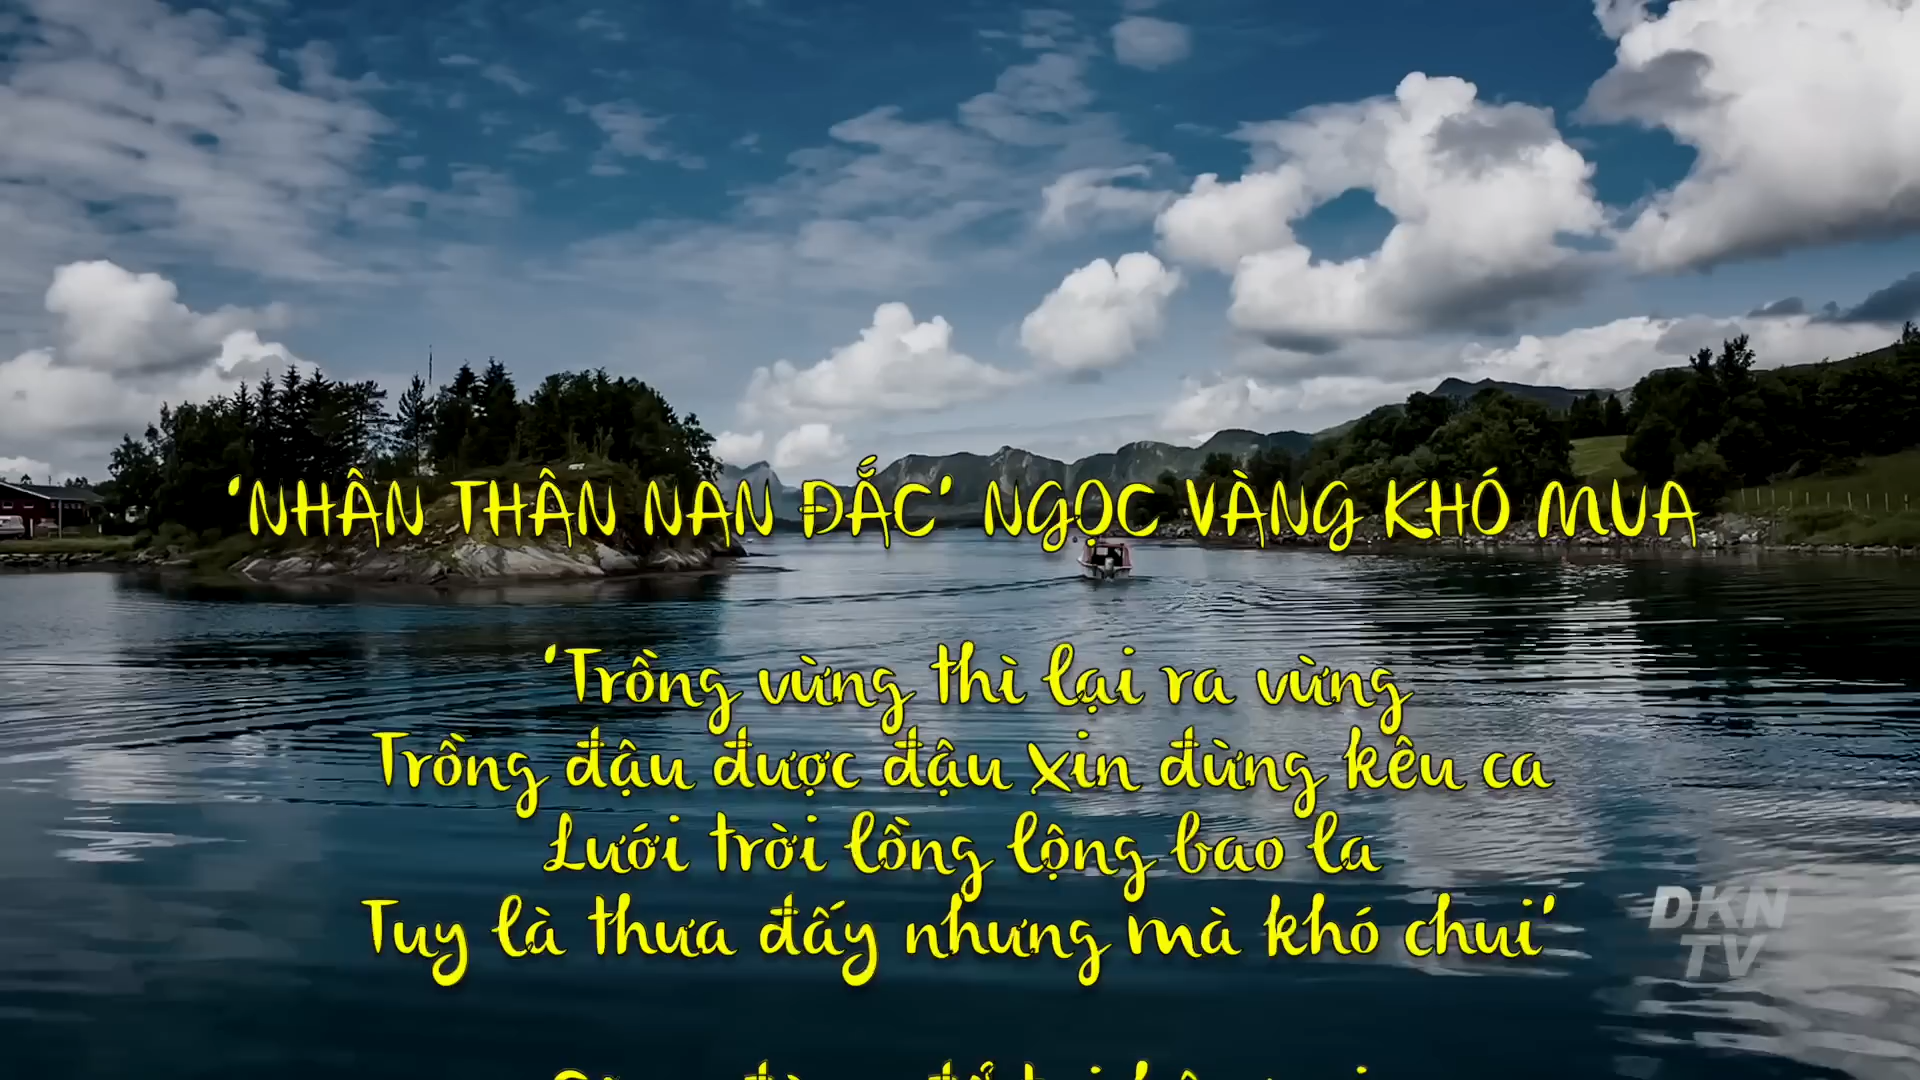 ‘NHÂN THÂN NAN ĐẮC’ NGỌC VÀNG KHÓ MUA
‘Trồng vừng thì lại ra vừng
Trồng đậu được đậu xin đừng kêu ca
Lưới trời lồng lộng bao la
Tuy là thưa đấy nhưng mà khó chui’
DKN
TV